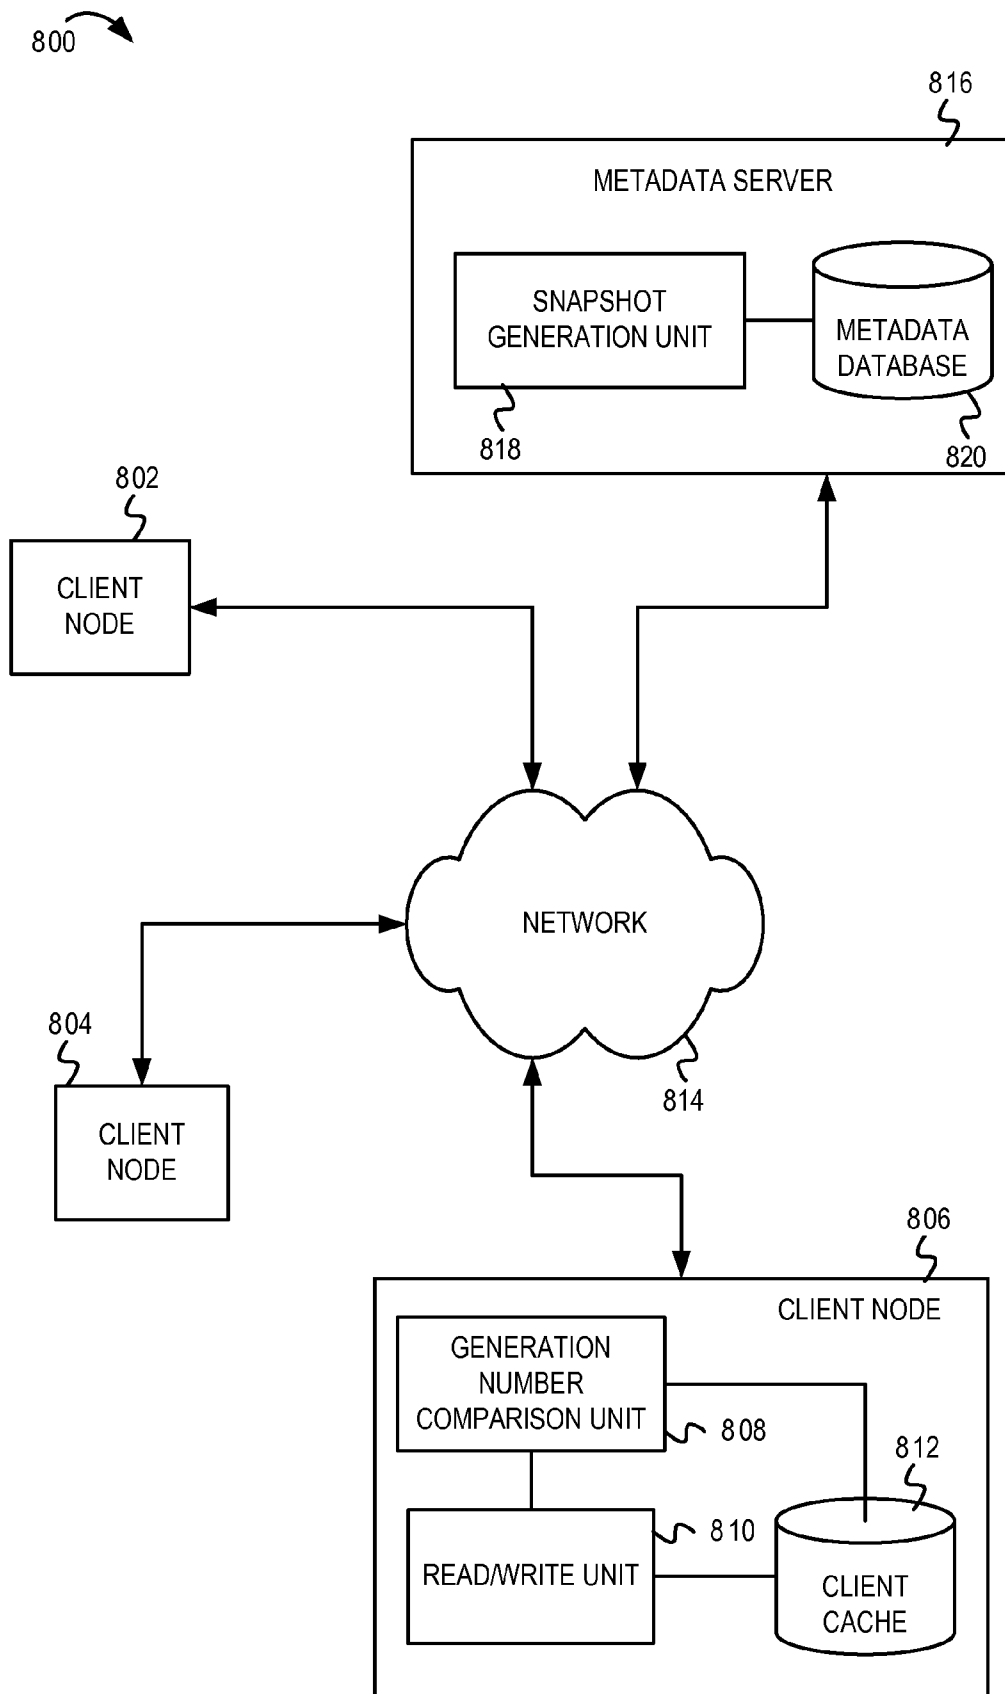 800
816
METADATA SERVER
SNAPSHOT
GENERATION UNIT
METADATA
DATABASE
818
820
802
CLIENT
NODE
NETWORK
804
814
CLIENT
NODE
806
CLIENT NODE
GENERATION
NUMBER
COMPARISON UNIT
808
812
810
READ/WRITE UNIT
CLIENT
CACHE